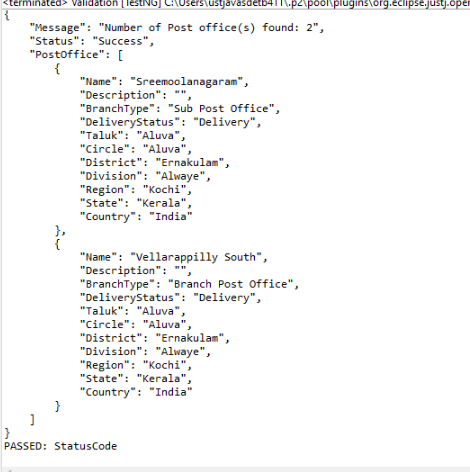 <terminated> Validation [TestNG] C:\Users\ustjavasdetb411\.p2\pool\plugins\org.eclipse.justj.oper
{
    "Message": "Number of Post office(s) found: 2",
    "Status": "Success",
    "PostOffice": [
        {
            "Name": "Sreemoolanagaram",
            "Description": "",
            "BranchType": "Sub Post Office",
            "DeliveryStatus": "Delivery",
            "Taluk": "Aluva",
            "Circle": "Aluva",
            "District": "Ernakulam",
            "Division": "Alwaye",
            "Region": "Kochi",
            "State": "Kerala",
            "Country": "India"
        },
        {
            "Name": "Vellarappilly South",
            "Description": "",
            "BranchType": "Branch Post Office",
            "DeliveryStatus": "Delivery",
            "Taluk": "Aluva",
            "Circle": "Aluva",
            "District": "Ernakulam",
            "Division": "Alwaye",
            "Region": "Kochi",
            "State": "Kerala",
            "Country": "India"
        }
    ]
}
PASSED: StatusCode